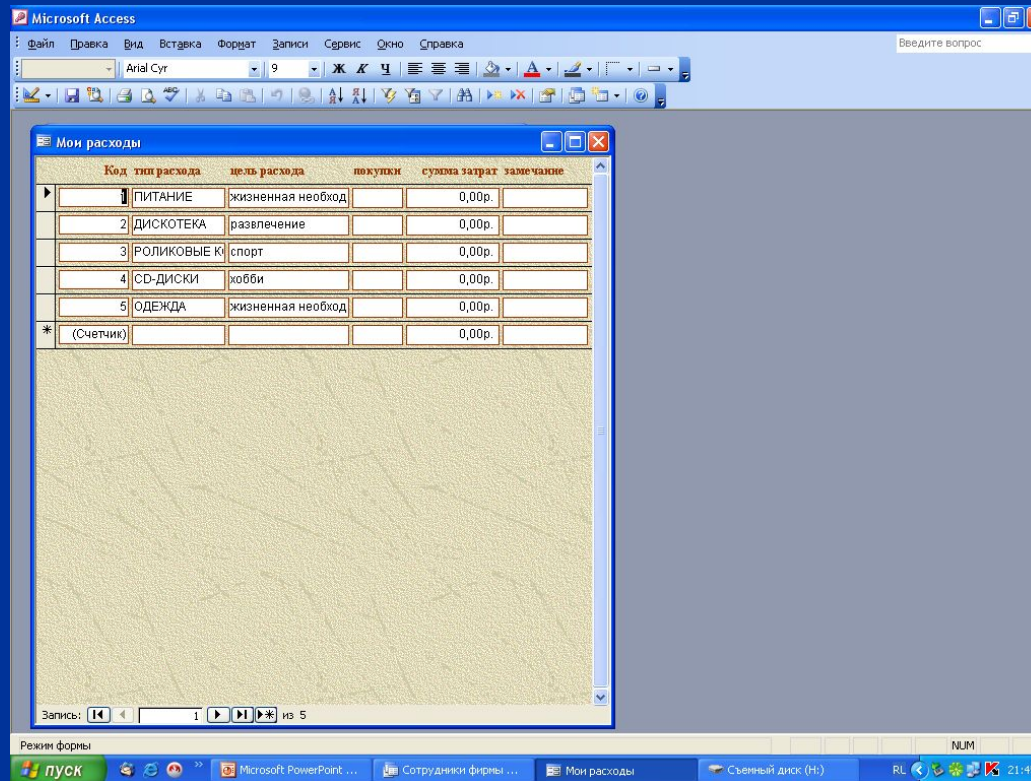 Microsoft Access
Файл Правка Вид Вставка Формат Записи Сервис Окно Справка Введите вопрос
Arial Cyr 9 Ж К Ч
Мои расходы
Код тип расхода цель расхода покупки сумма затрат замечание
1 ПИТАНИЕ жизненная необход 0,00р.
2 ДИСКОТЕКА развлечение 0,00р.
3 РОЛИКОВЫЕ спорт 0,00р.
4 CD-ДИСКИ хобби 0,00р.
5 ОДЕЖДА жизненная необход 0,00р.
(Счетчик) 0,00р.
Запись: 1 из 5
Режим формы NUM
пуск Microsoft PowerPoint ... Сотрудники фирмы ... Мои расходы Съемный диск (H:) RL